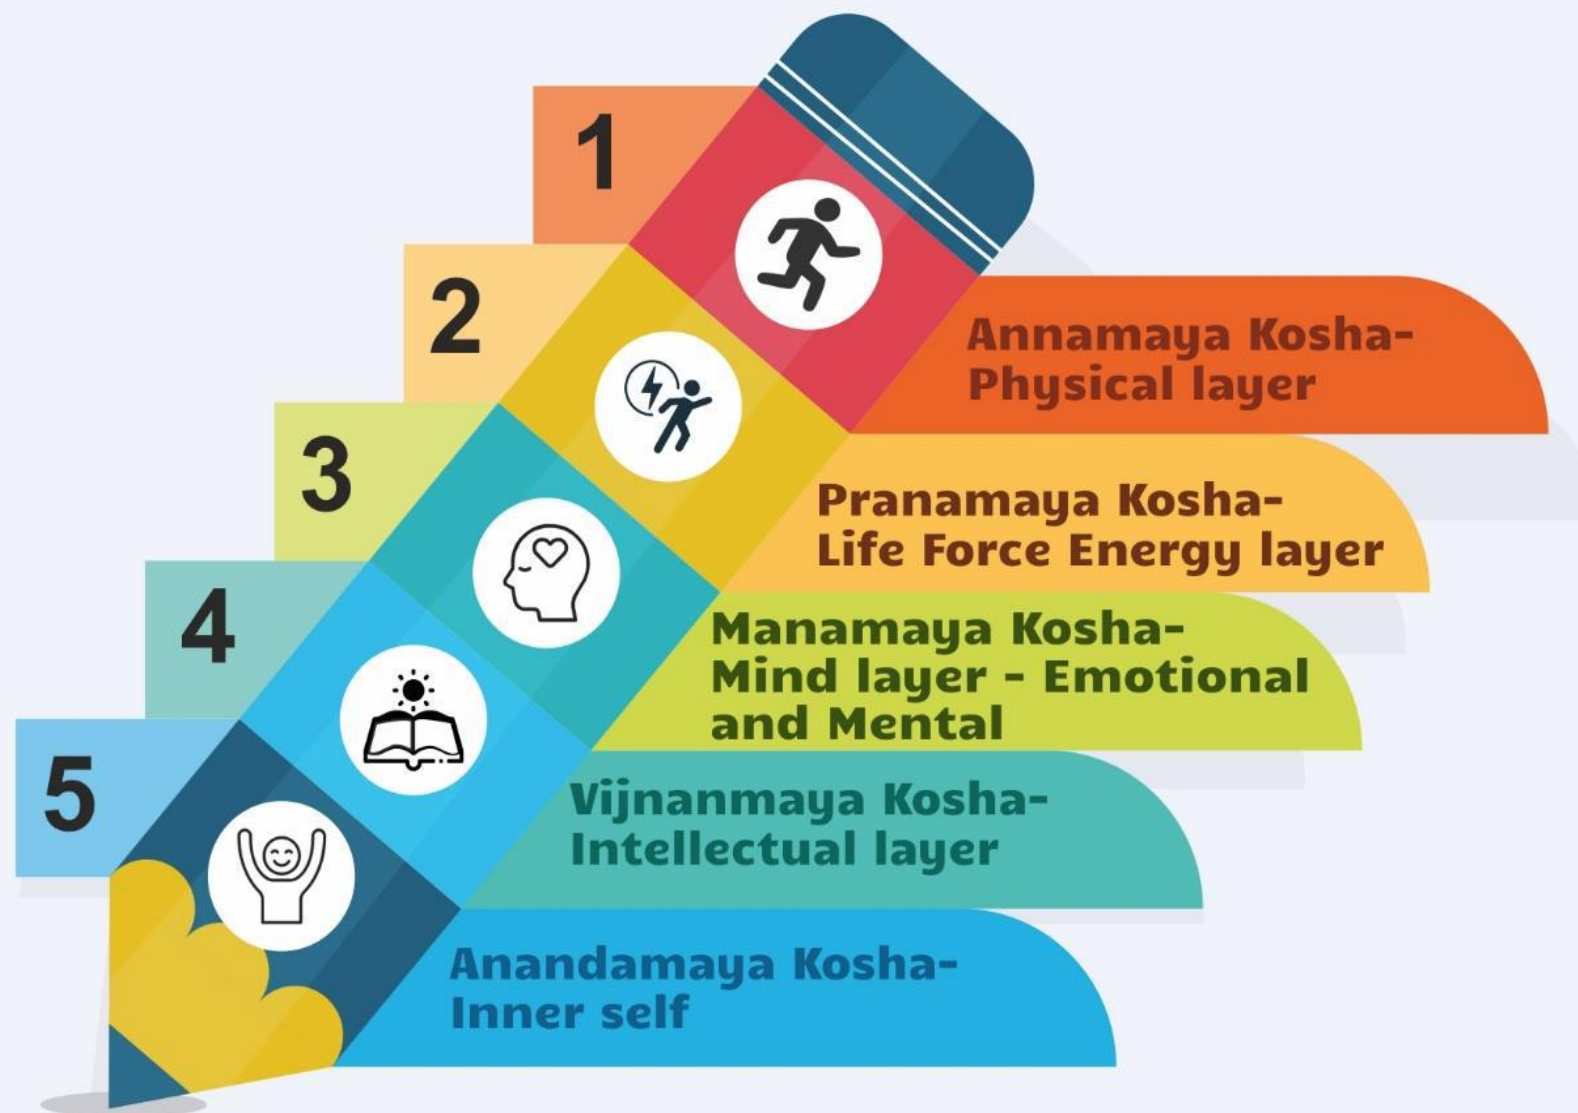 1
Annamaya Kosha-
Physical layer
2
Pranamaya Kosha-
Life Force Energy layer
3
Manamaya Kosha-
Mind layer - Emotional
and Mental
4
Vijnanmaya Kosha-
Intellectual layer
5
Anandamaya Kosha-
Inner self